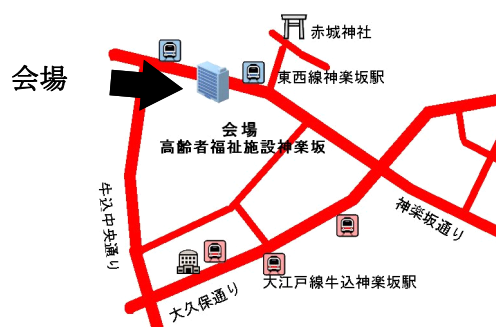 赤城神社
会場
東西線神楽坂駅
会場
高齢者福祉施設神楽坂
牛込中央通り
神楽坂通り
大江戸線牛込神楽坂駅
大久保通り